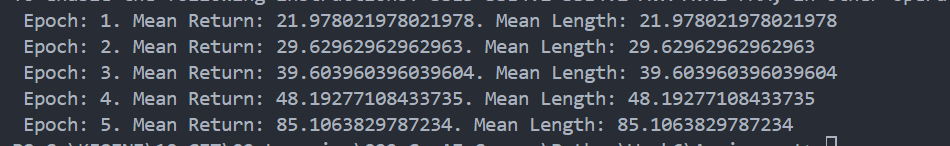 Epoch: 1. Mean Return: 21.978021978021978. Mean Length: 21.978021978021978
Epoch: 2. Mean Return: 29.62962962962963. Mean Length: 29.62962962962963
Epoch: 3. Mean Return: 39.603960396039604. Mean Length: 39.603960396039604
Epoch: 4. Mean Return: 48.19277108433735. Mean Length: 48.19277108433735
Epoch: 5. Mean Return: 85.1063829787234. Mean Length: 85.1063829787234